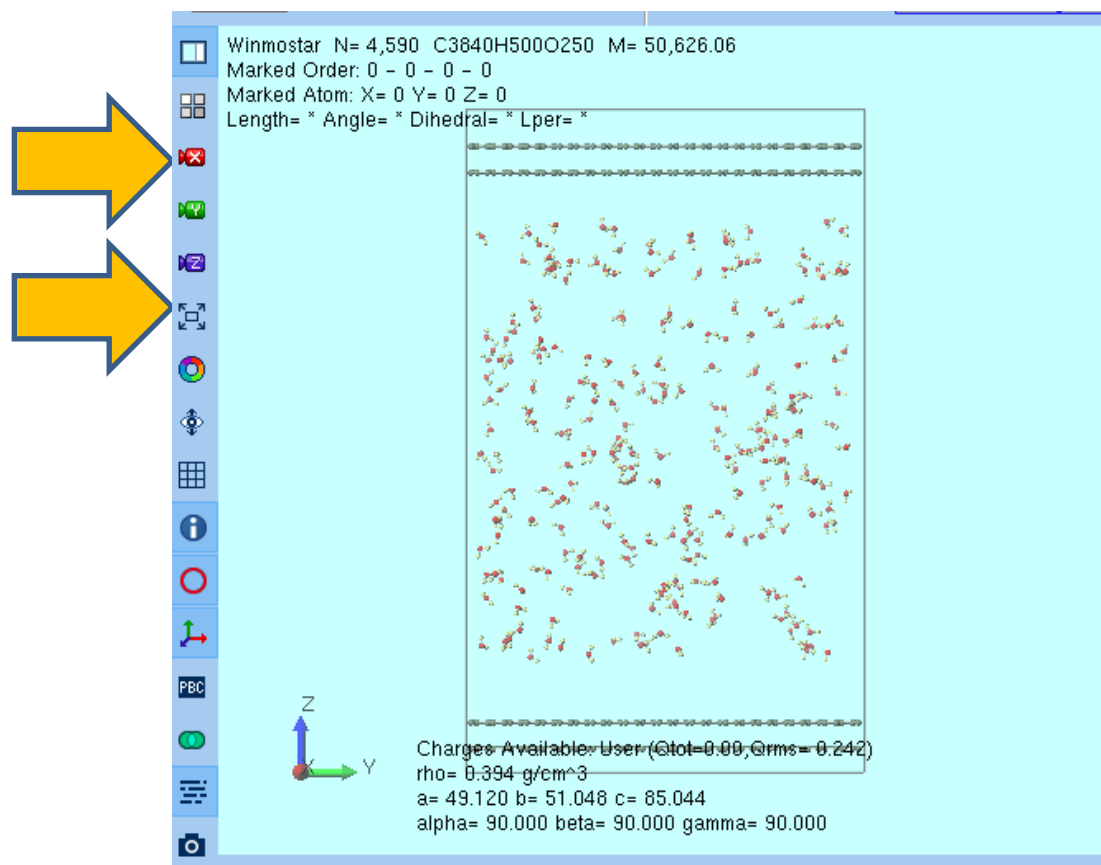 Winmostar N= 4,590 C3840H500O250 M= 50,626.06
Marked Order: 0 - 0 - 0 - 0
Marked Atom: X= 0 Y= 0 Z= 0
Length= * Angle= * Dihedral= * Lper= *
X
Y
Z
PBC
Z
X
Y
Charges Available: User (Qtot=0.00,Qrms= 0.242)
rho= 0.394 g/cm^3
a= 49.120 b= 51.048 c= 85.044
alpha= 90.000 beta= 90.000 gamma= 90.000